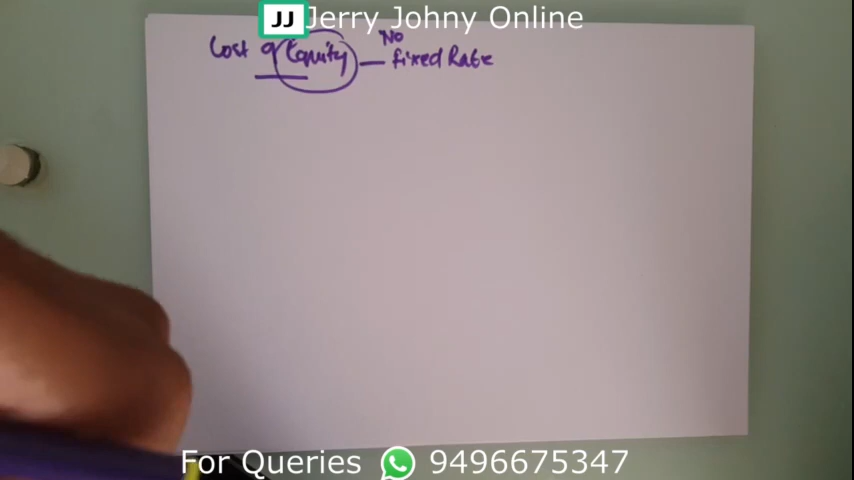 JJ Jerry Johny Online
Cost of Equity — No fixed Rate
For Queries 9496675347